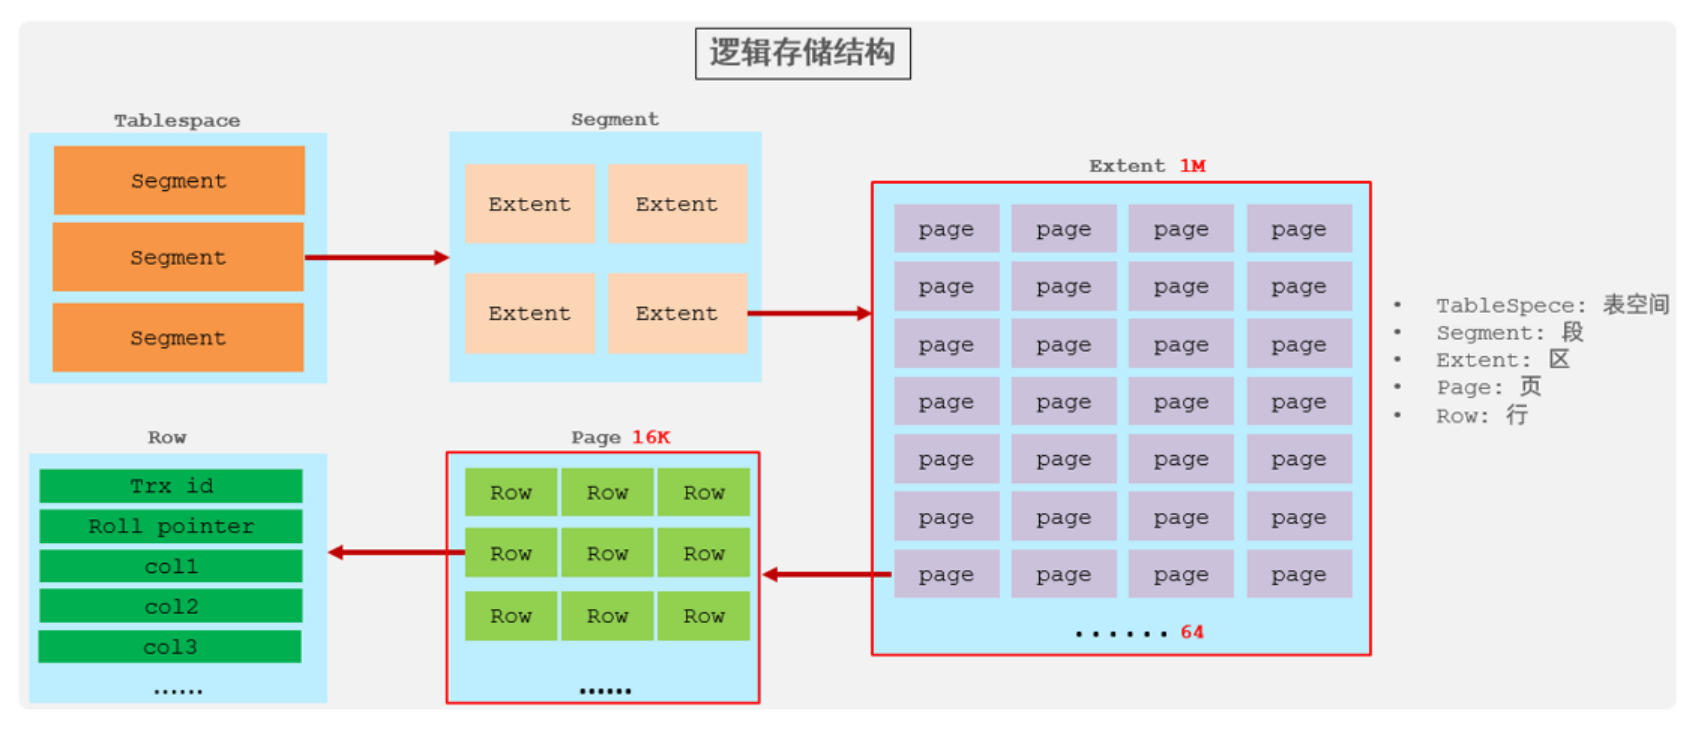 逻辑存储结构
Tablespace
Segment
Segment
Segment
Segment
Extent Extent
Extent Extent
Extent 1M
page page page page
page page page page
page page page page
page page page page
page page page page
page page page page
page page page page
...... 64
• TableSpece: 表空间
• Segment: 段
• Extent: 区
• Page: 页
• Row: 行
Row
Trx id
Roll pointer
col1
col2
col3
......
Page 16K
Row Row Row
Row Row Row
Row Row Row
......